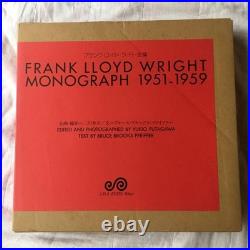 フランク・ロイド・ライト全集
FRANK LLOYD WRIGHT
MONOGRAPH 1951-1959
EDITED AND PHOTOGRAPHED BY YUKIO FUTAGAWA
TEXT BY BRUCE BROOKS PFEIFFER